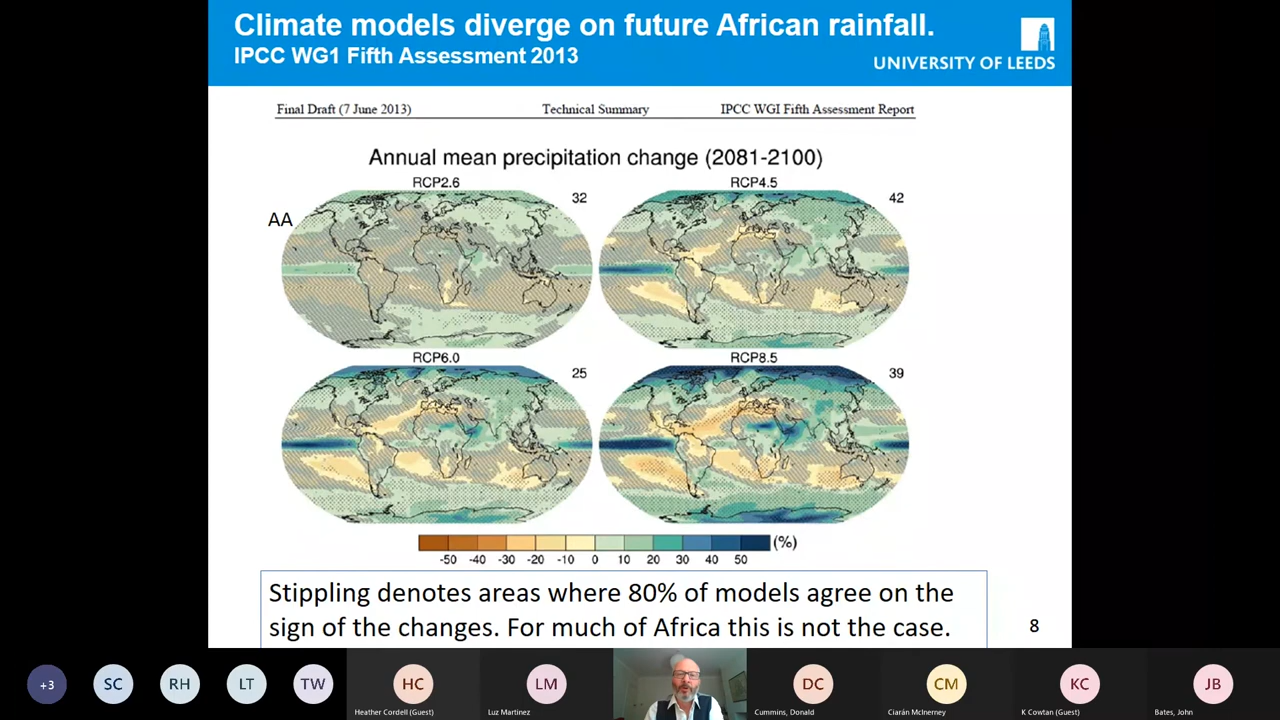 Climate models diverge on future African rainfall.
IPCC WG1 Fifth Assessment 2013
UNIVERSITY OF LEEDS
Final Draft (7 June 2013) Technical Summary IPCC WGI Fifth Assessment Report
Annual mean precipitation change (2081-2100)
RCP2.6 RCP4.5
32 42
AA
RCP6.0 RCP8.5
25 39
(%)
-50 -40 -30 -20 -10 0 10 20 30 40 50
Stippling denotes areas where 80% of models agree on the
sign of the changes. For much of Africa this is not the case.
8
+3 SC RH LT TW HC LM DC CM KC JB
Heather Cordell (Guest) Luz Martinez Cummins, Donald Ciarán McInerney K Cowtan (Guest) Bates, John